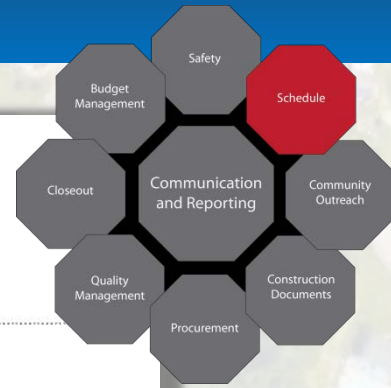 Safety
Budget
Management
Schedule
Closeout
Communication
and Reporting
Community
Outreach
Quality
Management
Construction
Documents
Procurement